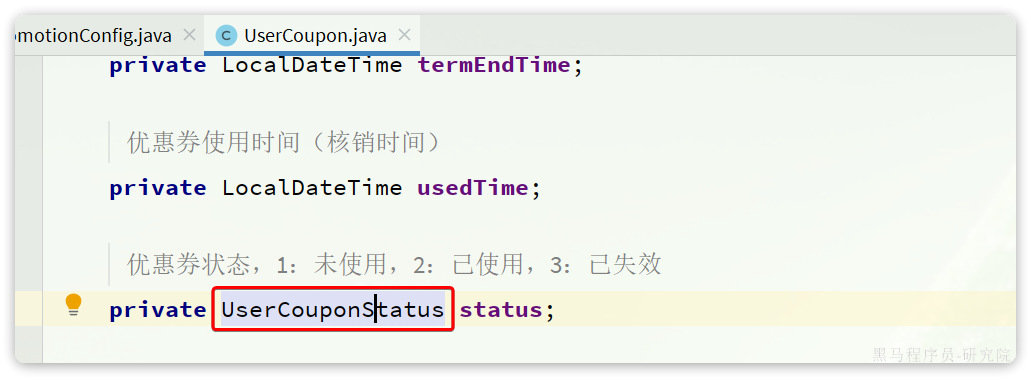 omotionConfig.java UserCoupon.java
private LocalDateTime termEndTime;
优惠券使用时间（核销时间）
private LocalDateTime usedTime;
优惠券状态，1：未使用，2：已使用，3：已失效
private UserCouponStatus status;
黑马程序员-研究院